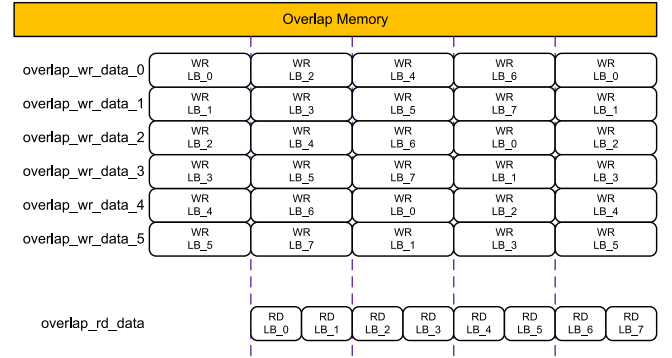 Overlap Memory
overlap_wr_data_0 WR LB_0 WR LB_2 WR LB_4 WR LB_6 WR LB_0
overlap_wr_data_1 WR LB_1 WR LB_3 WR LB_5 WR LB_7 WR LB_1
overlap_wr_data_2 WR LB_2 WR LB_4 WR LB_6 WR LB_0 WR LB_2
overlap_wr_data_3 WR LB_3 WR LB_5 WR LB_7 WR LB_1 WR LB_3
overlap_wr_data_4 WR LB_4 WR LB_6 WR LB_0 WR LB_2 WR LB_4
overlap_wr_data_5 WR LB_5 WR LB_7 WR LB_1 WR LB_3 WR LB_5
overlap_rd_data RD LB_0 RD LB_1 RD LB_2 RD LB_3 RD LB_4 RD LB_5 RD LB_6 RD LB_7